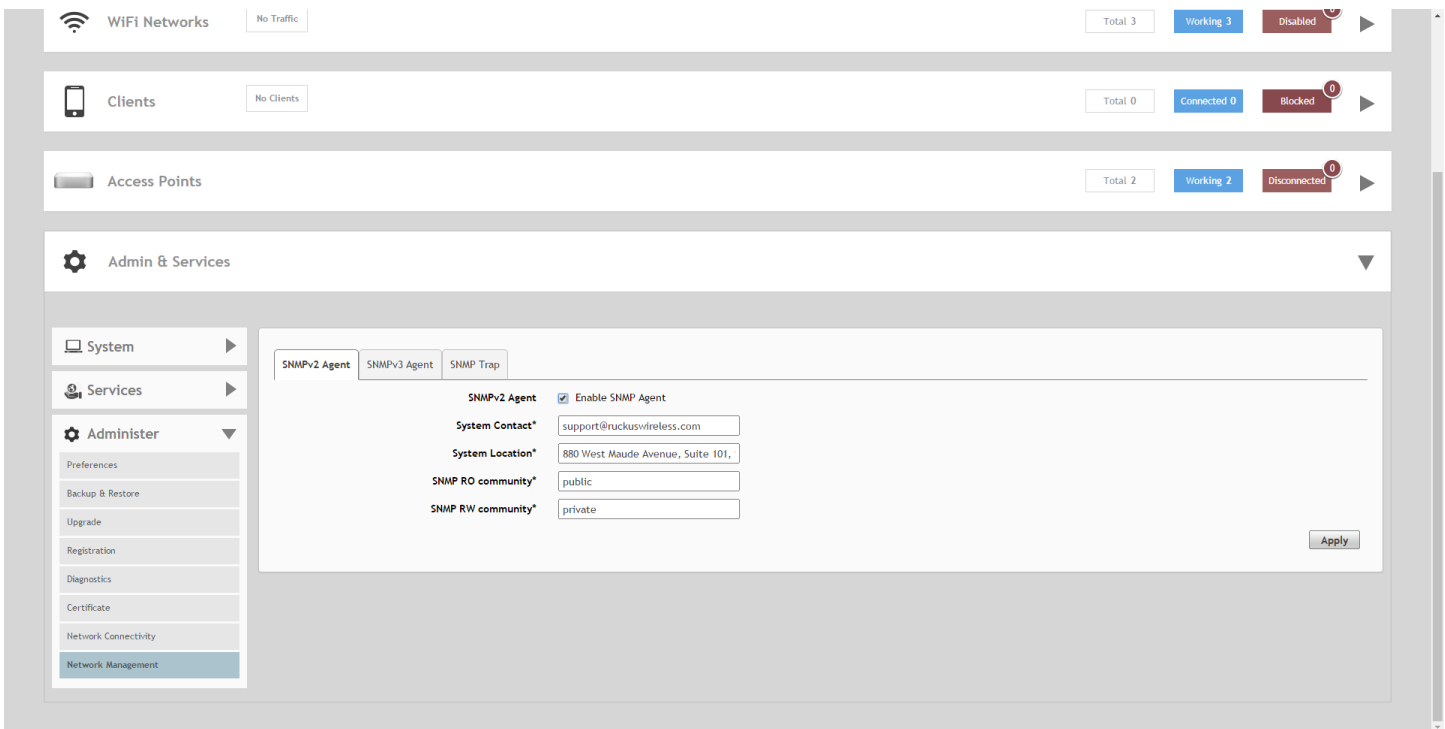 WiFi Networks No Traffic Total 3 Working 3 Disabled 0
Clients No Clients Total 0 Connected 0 Blocked 0
Access Points Total 2 Working 2 Disconnected 0
Admin & Services
System
Services
Administer
Preferences
Backup & Restore
Upgrade
Registration
Diagnostics
Certificate
Network Connectivity
Network Management
SNMPv2 Agent SNMPv3 Agent SNMP Trap
SNMPv2 Agent Enable SNMP Agent
System Contact* support@ruckuswireless.com
System Location* 880 West Maude Avenue, Suite 101,
SNMP RO community* public
SNMP RW community* private
Apply